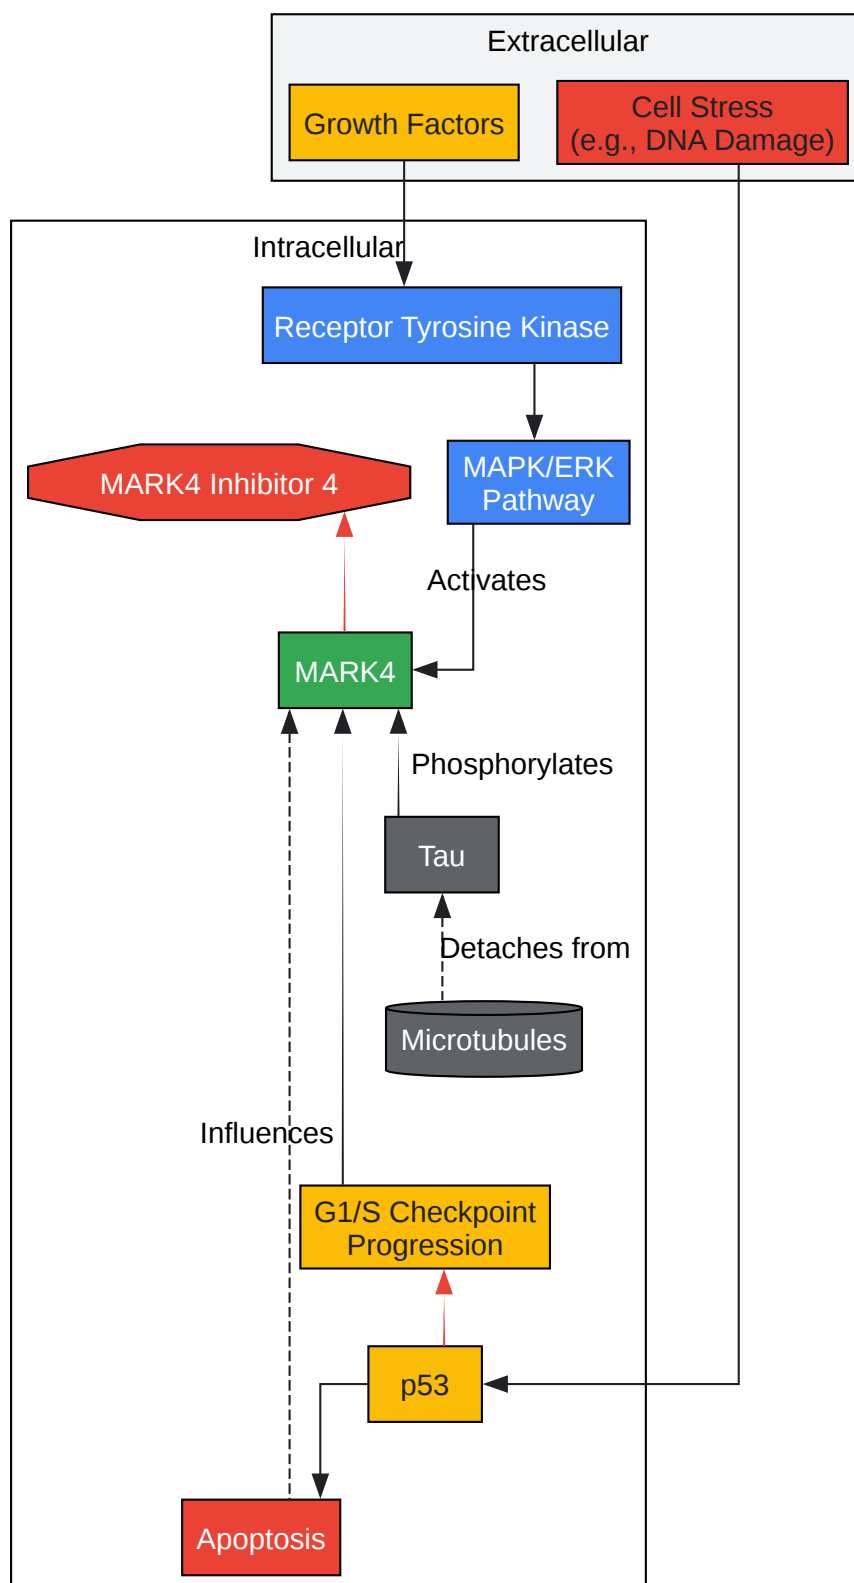 Extracellular
Growth Factors
Cell Stress
(e.g., DNA Damage)
Intracellular
Receptor Tyrosine Kinase
MARK4 Inhibitor 4
MAPK/ERK
Pathway
Activates
MARK4
Phosphorylates
Tau
Detaches from
Microtubules
Influences
G1/S Checkpoint
Progression
p53
Apoptosis